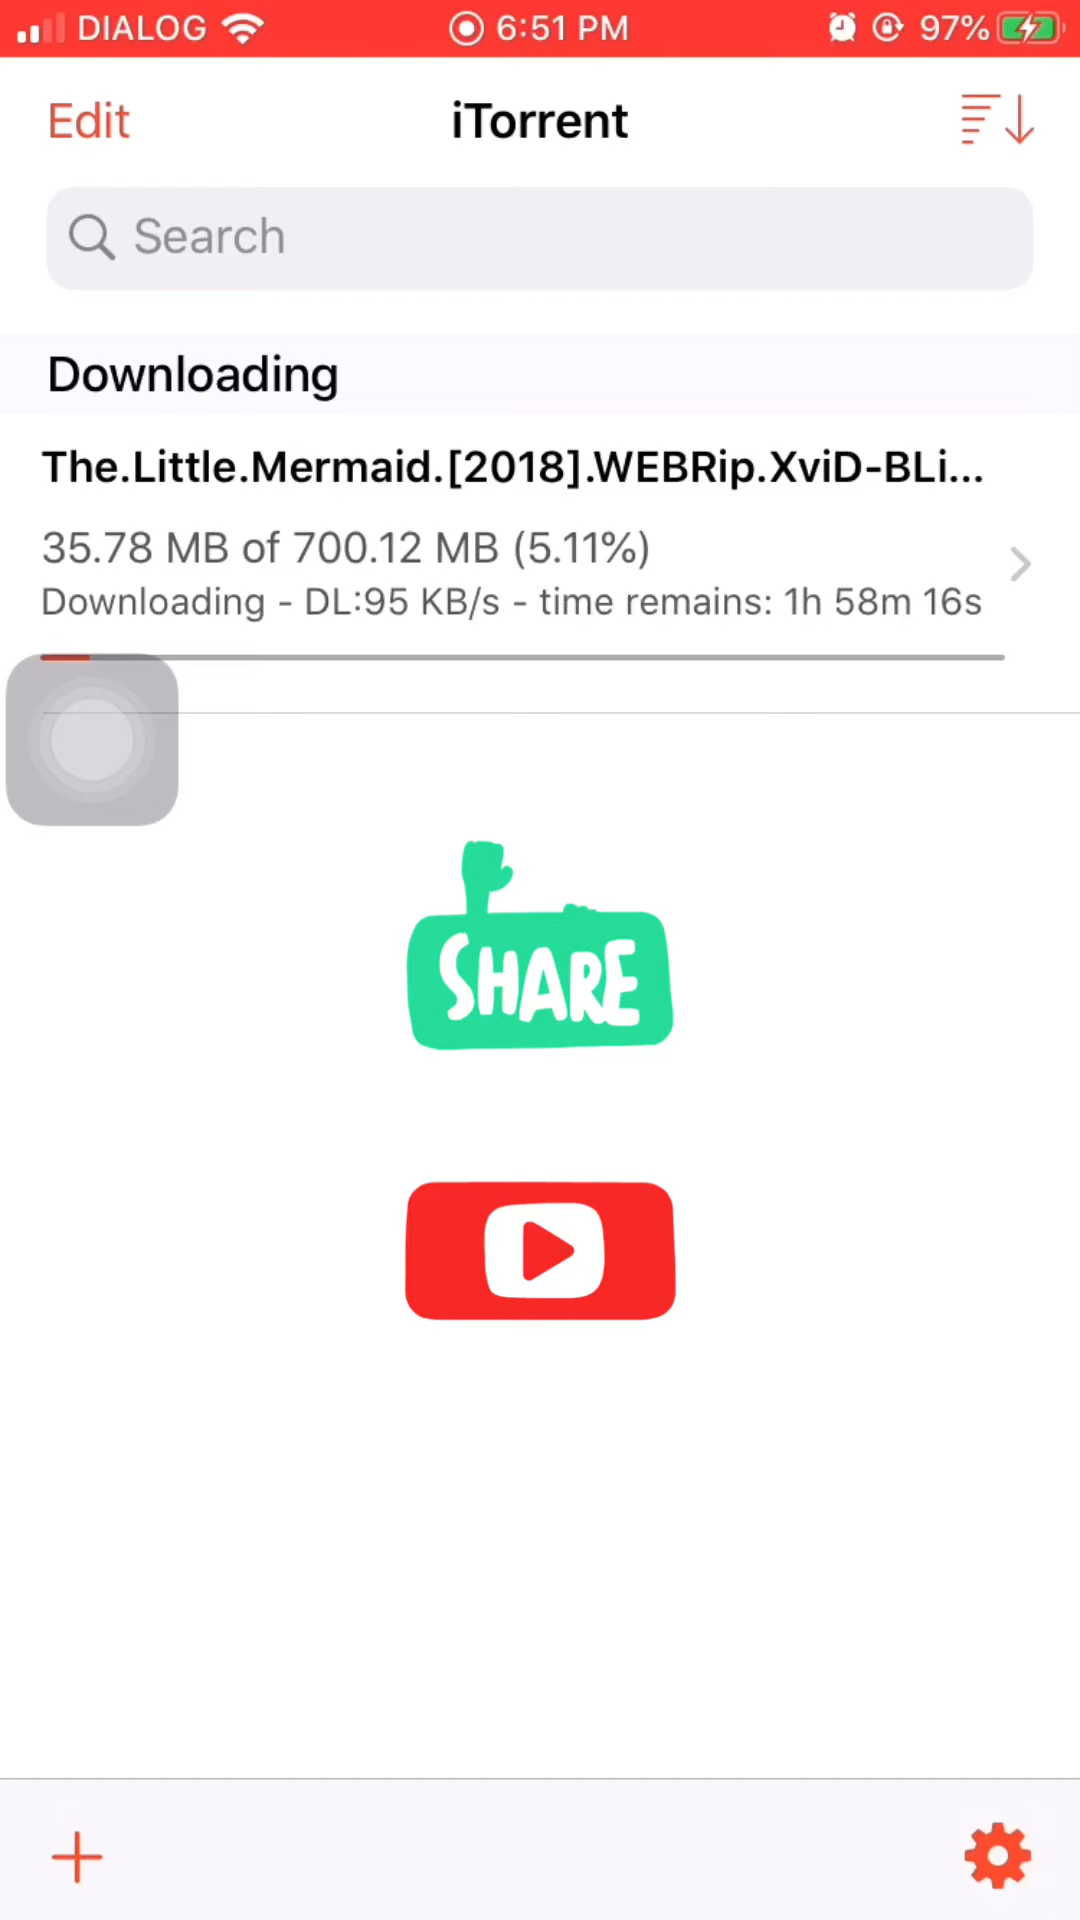 DIALOG 6:51 PM 97%
Edit iTorrent
Search
Downloading
The.Little.Mermaid.[2018].WEBRip.XviD-BLi...
35.78 MB of 700.12 MB (5.11%)
Downloading - DL:95 KB/s - time remains: 1h 58m 16s
SHARE